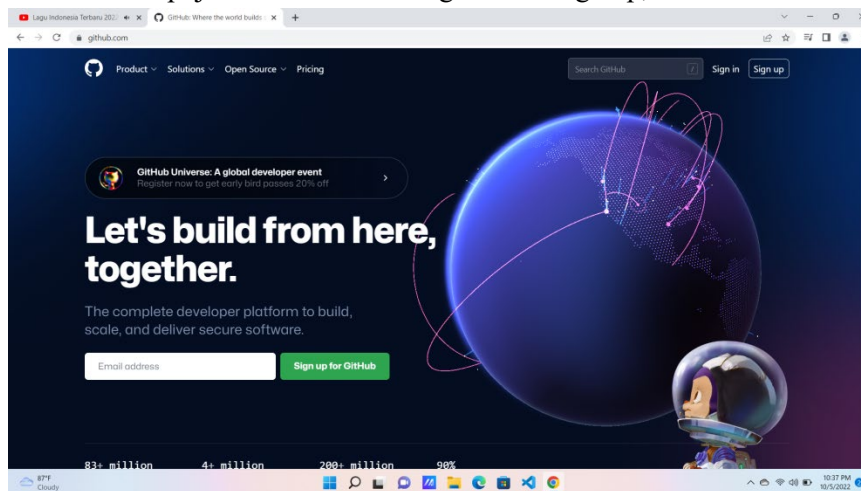 Lagu Indonesia Terbaru 202
GitHub: Where the world builds s
github.com
Product Solutions Open Source Pricing
Search GitHub /
Sign in Sign up
GitHub Universe: A global developer event
Register now to get early bird passes 20% off
Let's build from here,
together.
The complete developer platform to build,
scale, and deliver secure software.
Email address
Sign up for GitHub
83+ million 4+ million 200+ million 90%
87°F
Cloudy
10:37 PM
10/5/2022